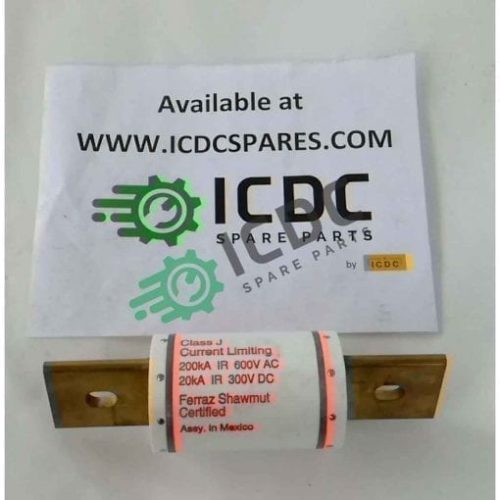 Available at
WWW.ICDCSPARES.COM
ICDC
SPARE PARTS
by ICDC
ICDC
SPARE PARTS
Class J
Current Limiting
200kA IR 600V AC
20kA IR 300V DC
Ferraz Shawmut
Certified
Assy. in Mexico